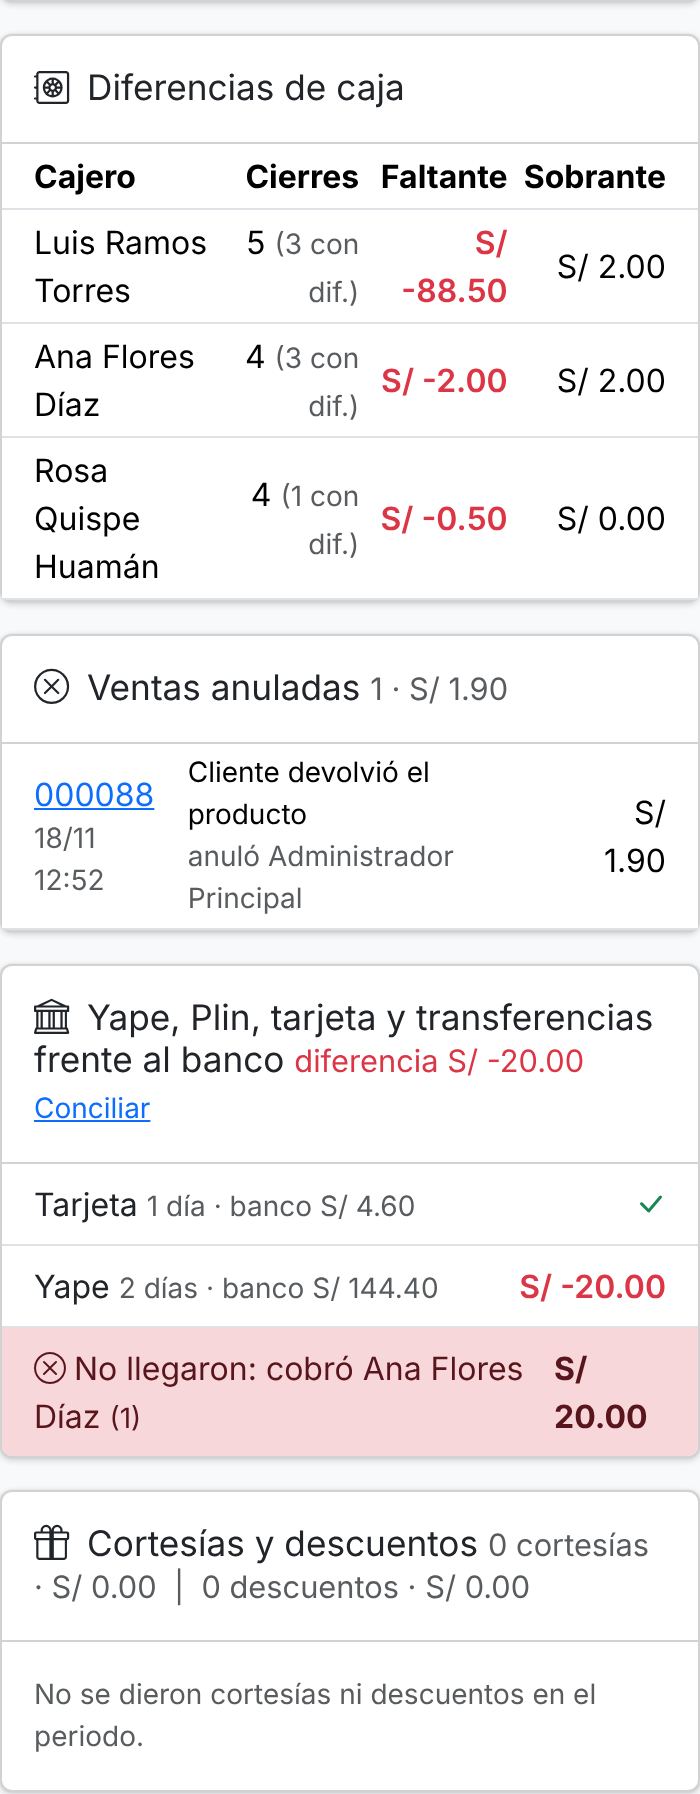 Diferencias de caja
Cajero Cierres Faltante Sobrante
Luis Ramos Torres 5 (3 con dif.) S/ -88.50 S/ 2.00
Ana Flores Díaz 4 (3 con dif.) S/ -2.00 S/ 2.00
Rosa Quispe Huamán 4 (1 con dif.) S/ -0.50 S/ 0.00
Ventas anuladas 1 · S/ 1.90
000088
18/11
12:52
Cliente devolvió el
producto
anuló Administrador
Principal
S/
1.90
Yape, Plin, tarjeta y transferencias
frente al banco diferencia S/ -20.00
Conciliar
Tarjeta 1 día · banco S/ 4.60
Yape 2 días · banco S/ 144.40 S/ -20.00
No llegaron: cobró Ana Flores
Díaz (1)
S/
20.00
Cortesías y descuentos 0 cortesías
· S/ 0.00 | 0 descuentos · S/ 0.00
No se dieron cortesías ni descuentos en el
periodo.